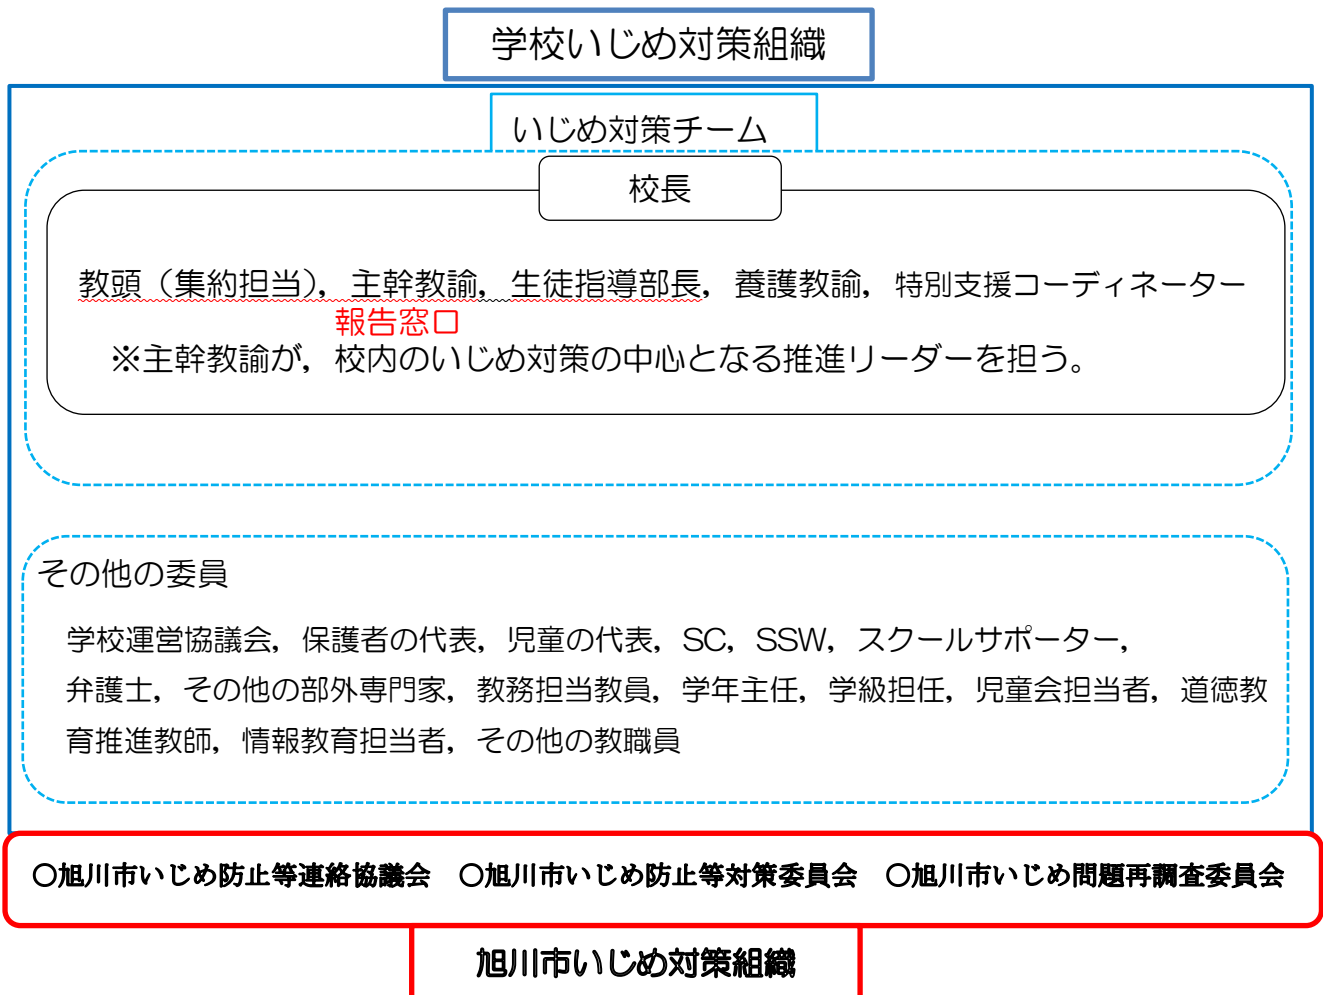 学校いじめ対策組織
いじめ対策チーム
校長
教頭（集約担当），主幹教諭，生徒指導部長，養護教諭，特別支援コーディネーター
報告窓口
※主幹教諭が，校内のいじめ対策の中心となる推進リーダーを担う。
その他の委員
学校運営協議会，保護者の代表，児童の代表，SC，SSW，スクールサポーター，
弁護士，その他の部外専門家，教務担当教員，学年主任，学級担任，児童会担当者，道徳教
育推進教師，情報教育担当者，その他の教職員
○旭川市いじめ防止等連絡協議会　○旭川市いじめ防止等対策委員会　○旭川市いじめ問題再調査委員会
旭川市いじめ対策組織